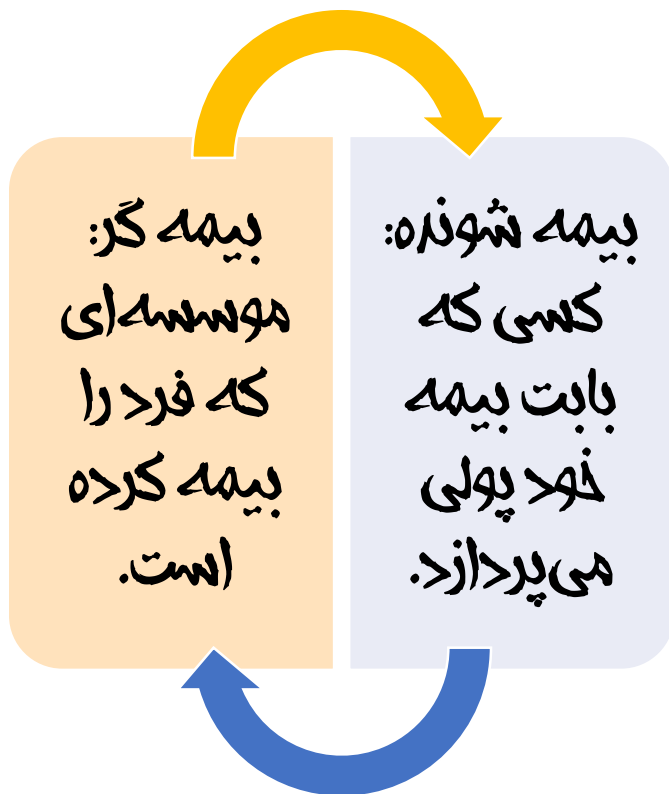 بیمه شونده:
کسی که
بابت بیمه
خود پولی
می‌پردازد.
بیمه گر:
موسسه‌ای
که فرد را
بیمه کرده
است.